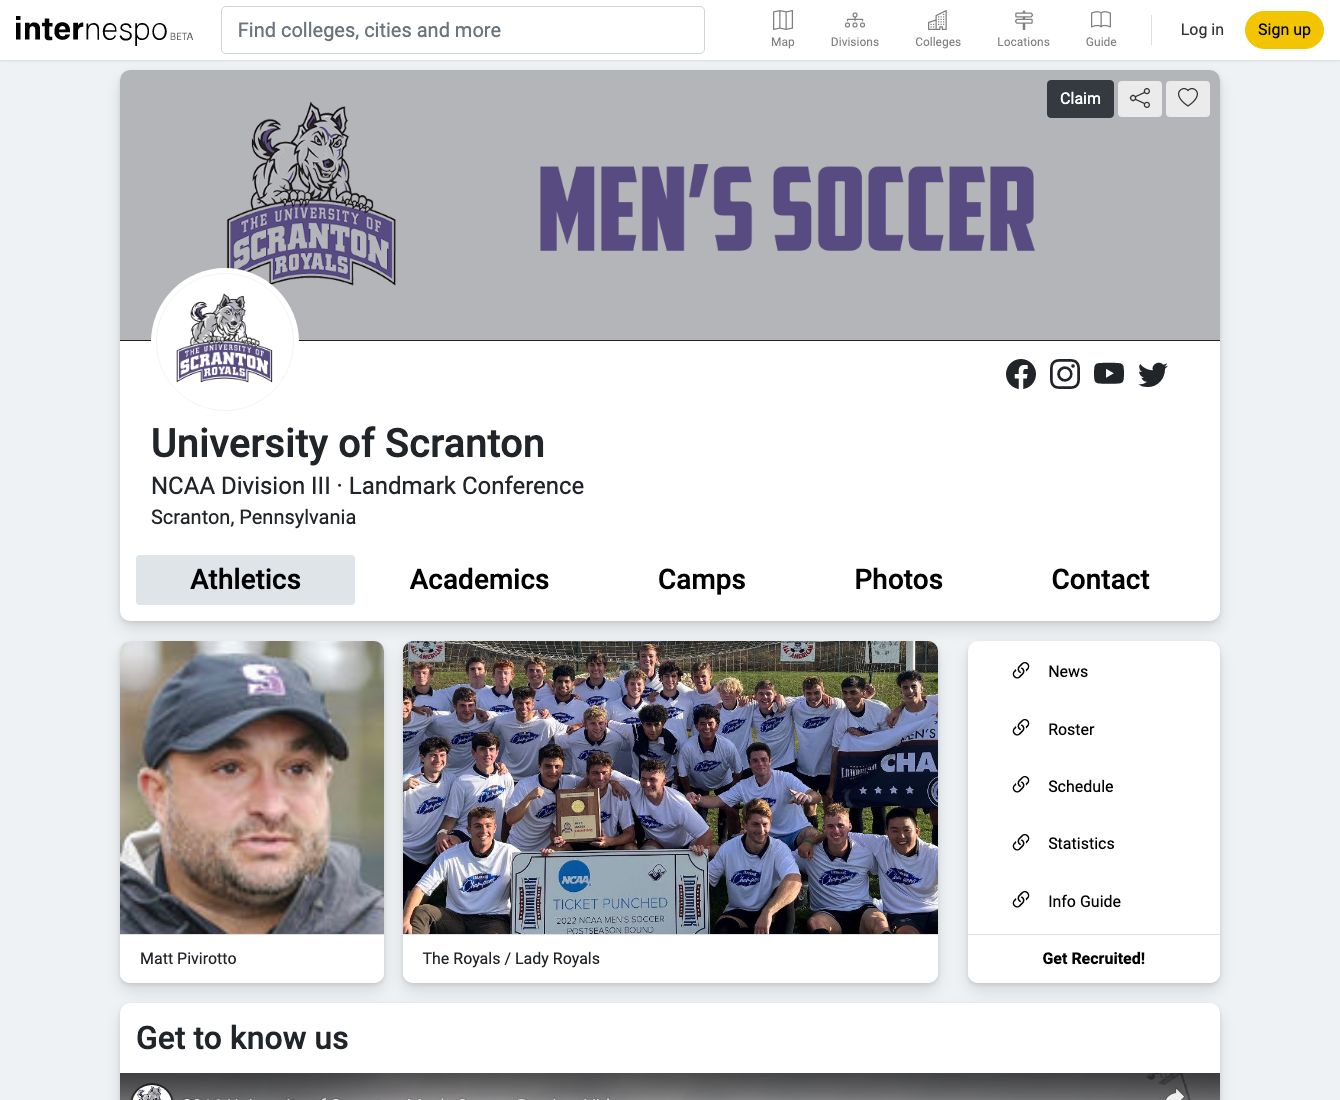 internespo BETA
Find colleges, cities and more
Map
Divisions
Colleges
Locations
Guide
Log in
Sign up
Claim
THE UNIVERSITY OF
SCRANTON
ROYALS
MEN'S SOCCER
THE UNIVERSITY OF
SCRANTON
ROYALS
University of Scranton
NCAA Division III · Landmark Conference
Scranton, Pennsylvania
Athletics
Academics
Camps
Photos
Contact
S
CHA
NCAA
LANDMARK
LANDMARK
TICKET PUNCHED
2022 NCAA MEN'S SOCCER
POSTSEASON BOUND
News
Roster
Schedule
Statistics
Info Guide
Matt Pivirotto
The Royals / Lady Royals
Get Recruited!
Get to know us